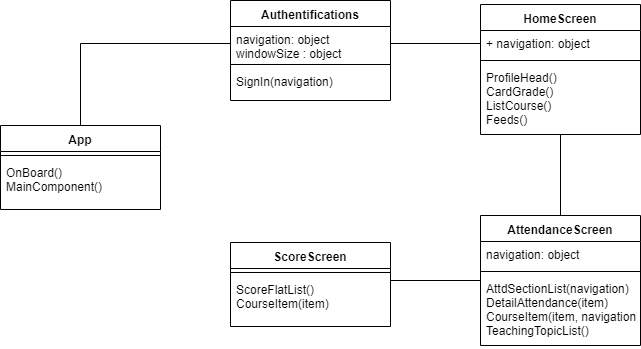 Authentifications
navigation: object
windowSize : object
SignIn(navigation)
HomeScreen
+ navigation: object
ProfileHead()
CardGrade()
ListCourse()
Feeds()
App
OnBoard()
MainComponent()
ScoreScreen
ScoreFlatList()
CourseItem(item)
AttendanceScreen
navigation: object
AttdSectionList(navigation)
DetailAttendance(item)
CourseItem(item, navigation
TeachingTopicList()